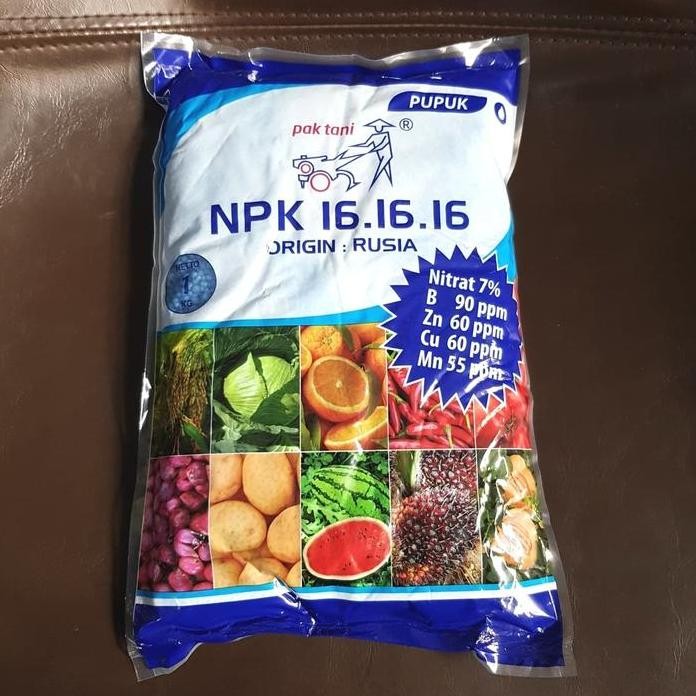 PUPUK
pak tani ®
NPK 16.16.16
ORIGIN : RUSIA
NETTO
1
KG
Nitrat 7%
B 90 ppm
Zn 60 ppm
Cu 60 ppm
Mn 55 ppm